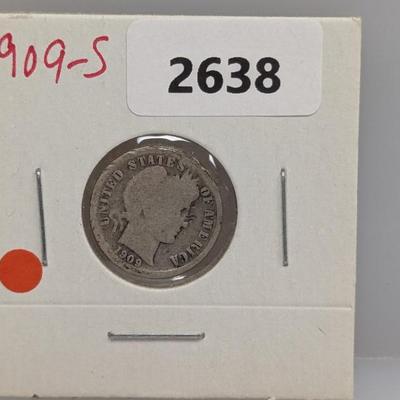 909-S
2638
UNITED STATES OF AMERICA
1909